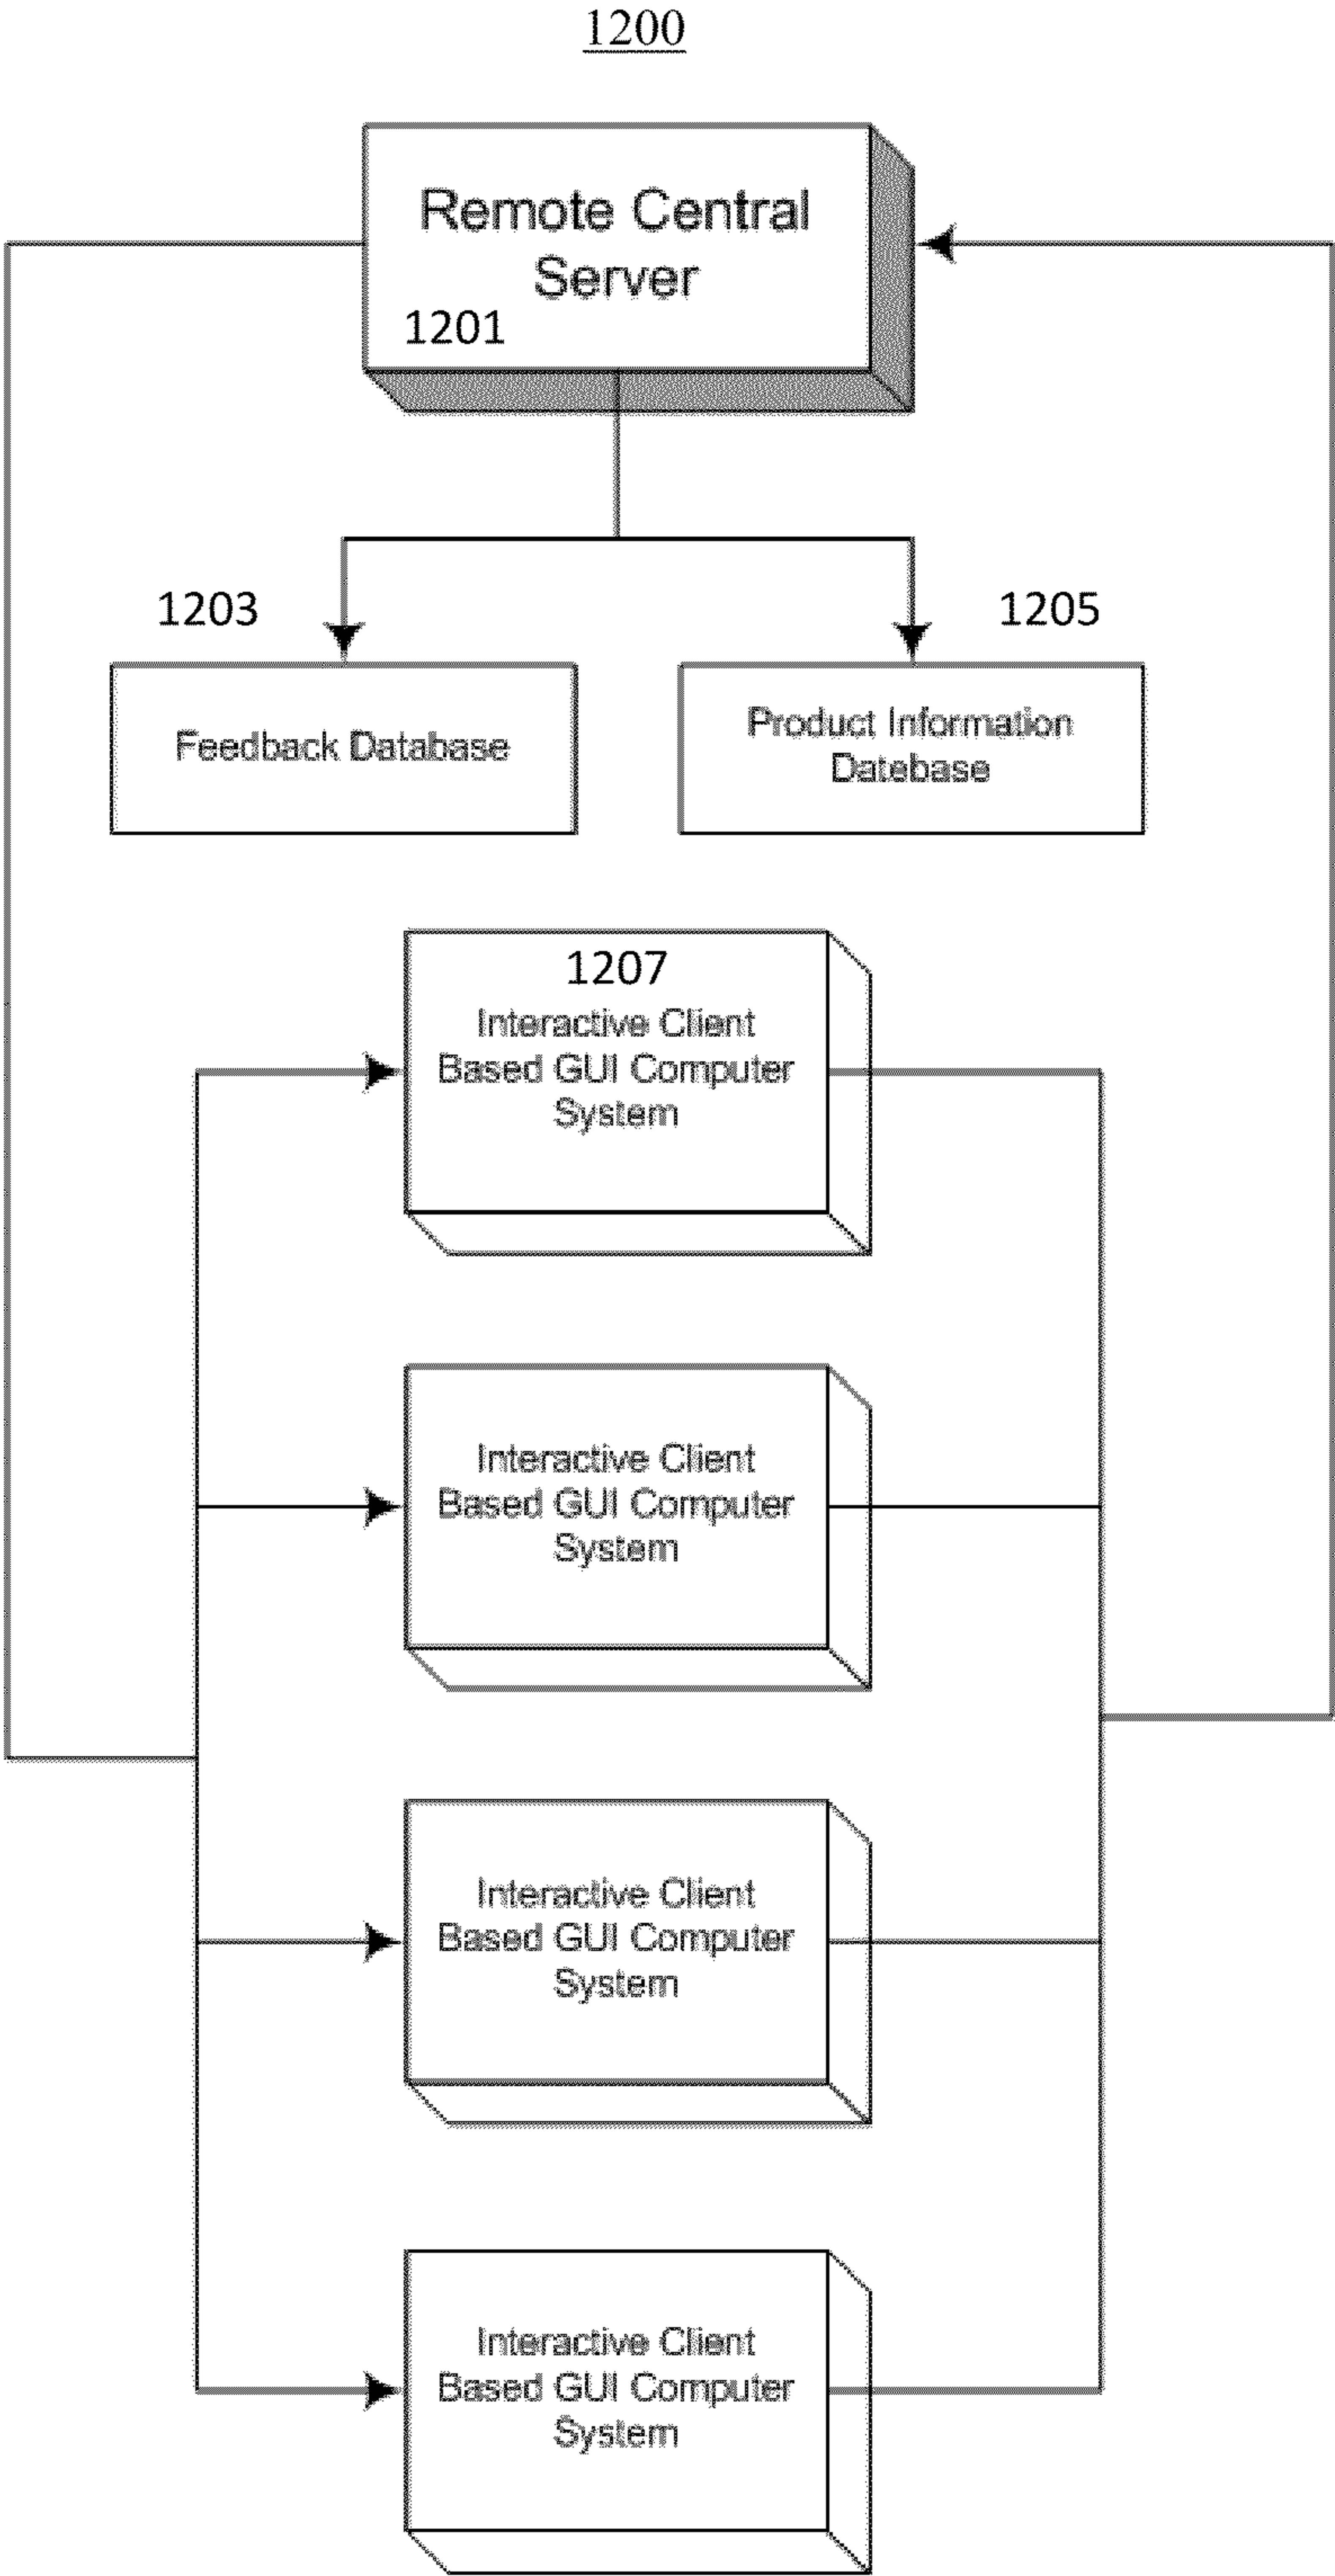 1200
Remote Central
Server
1201
1203
1205
Feedback Database
Product Information
Datebase
1207
Interactive Client
Based GUI Computer
System
Interactive Client
Based GUI Computer
System
Interactive Client
Based GUI Computer
System
Interactive Client
Based GUI Computer
System